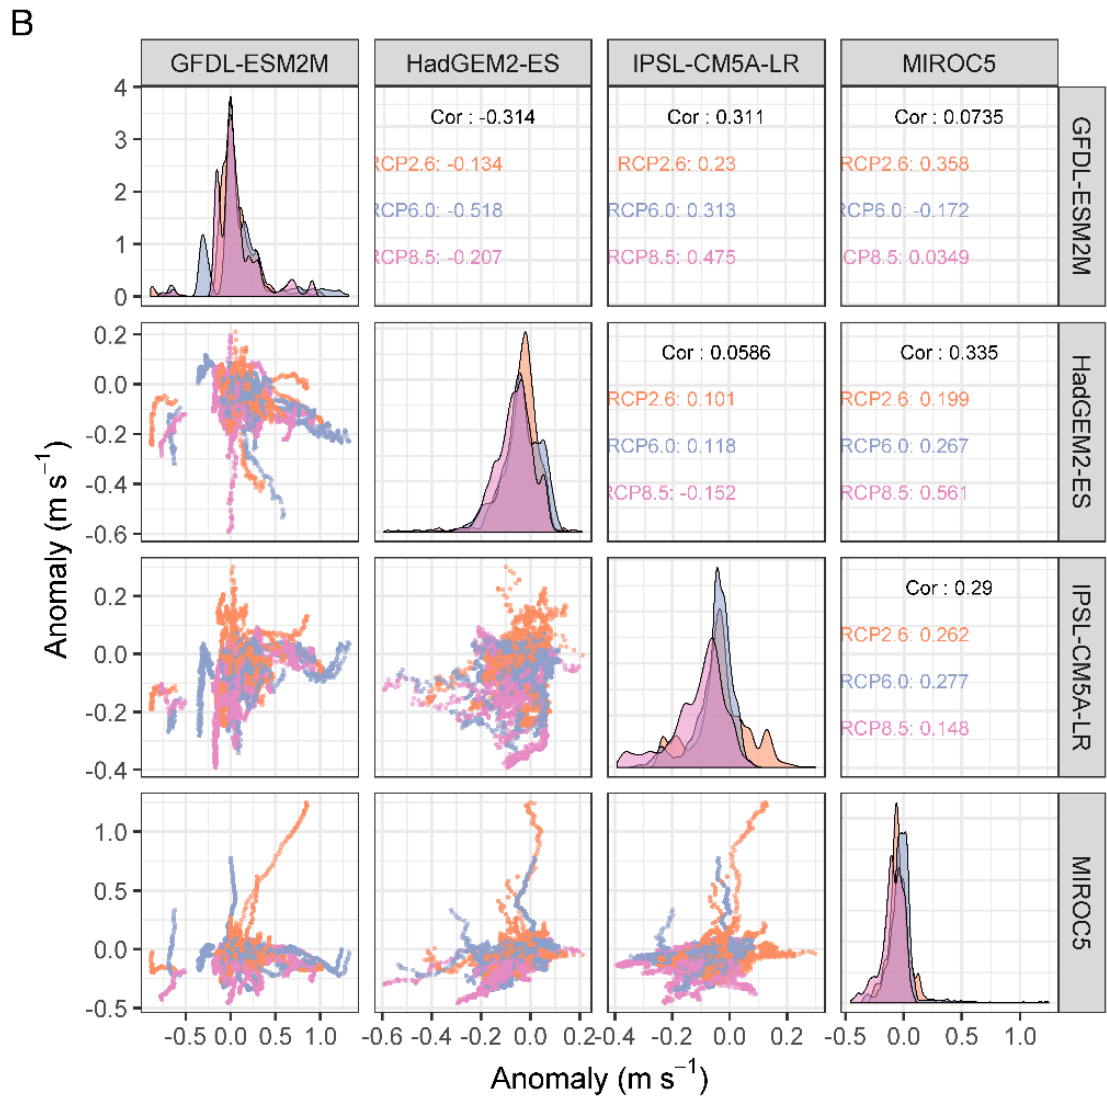 B
GFDL-ESM2M HadGEM2-ES IPSL-CM5A-LR MIROC5
4
3
2
1
0
Cor : -0.314
RCP2.6: -0.134
RCP6.0: -0.518
RCP8.5: -0.207
Cor : 0.311
RCP2.6: 0.23
RCP6.0: 0.313
RCP8.5: 0.475
Cor : 0.0735
RCP2.6: 0.358
RCP6.0: -0.172
CP8.5: 0.0349
GFDL-ESM2M
0.2
0.0
-0.2
-0.4
-0.6
Cor : 0.0586
RCP2.6: 0.101
RCP6.0: 0.118
RCP8.5: -0.152
Cor : 0.335
RCP2.6: 0.199
RCP6.0: 0.267
RCP8.5: 0.561
HadGEM2-ES
Anomaly (m s⁻¹)
0.2
0.0
-0.2
-0.4
Cor : 0.29
RCP2.6: 0.262
RCP6.0: 0.277
RCP8.5: 0.148
IPSL-CM5A-LR
1.0
0.5
0.0
-0.5
MIROC5
-0.5 0.0 0.5 1.0 -0.6 -0.4 -0.2 0.0 0.2 -0.4 -0.2 0.0 0.2 -0.5 0.0 0.5 1.0
Anomaly (m s⁻¹)